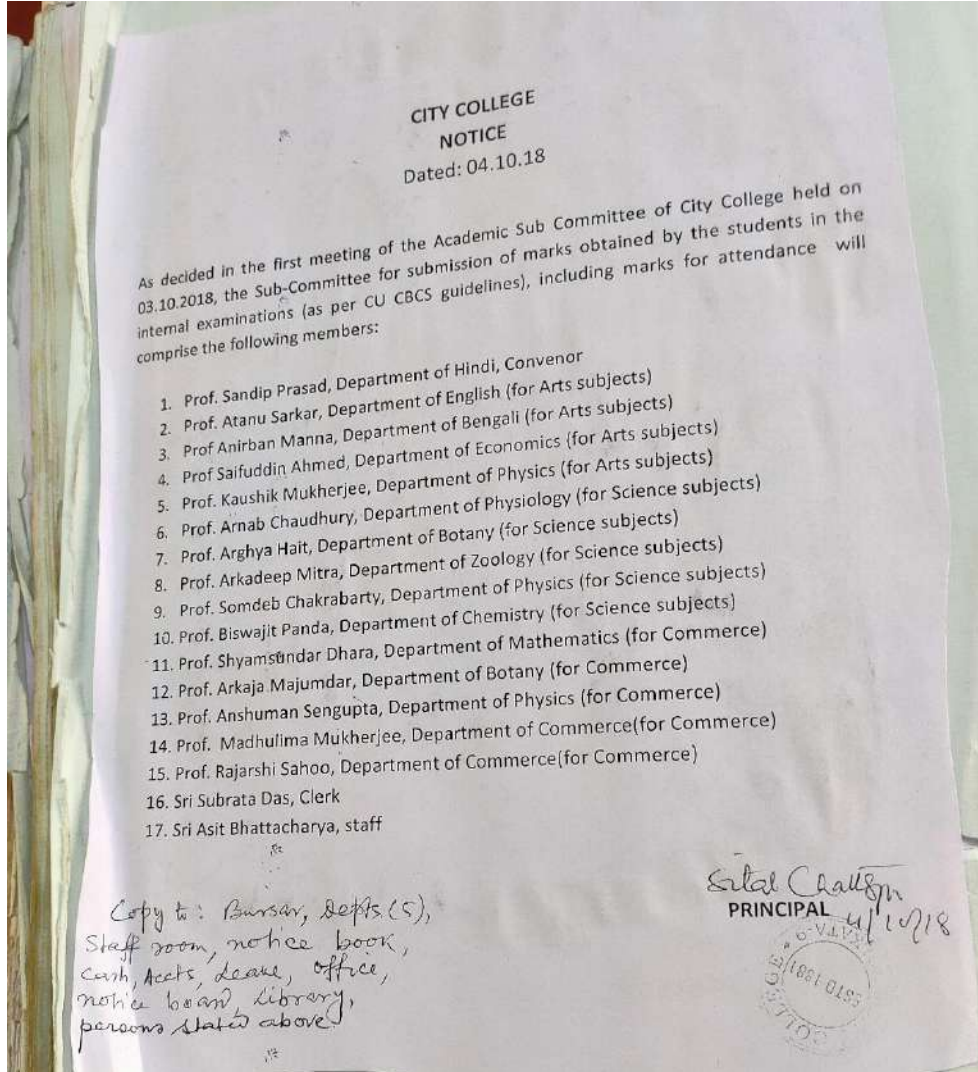 CITY COLLEGE
NOTICE
Dated: 04.10.18
As decided in the first meeting of the Academic Sub Committee of City College held on
03.10.2018, the Sub-Committee for submission of marks obtained by the students in the
internal examinations (as per CU CBCS guidelines), including marks for attendance will
comprise the following members:
1. Prof. Sandip Prasad, Department of Hindi, Convenor
2. Prof. Atanu Sarkar, Department of English (for Arts subjects)
3. Prof Anirban Manna, Department of Bengali (for Arts subjects)
4. Prof Saifuddin Ahmed, Department of Economics (for Arts subjects)
5. Prof. Kaushik Mukherjee, Department of Physics (for Arts subjects)
6. Prof. Arnab Chaudhury, Department of Physiology (for Science subjects)
7. Prof. Arghya Hait, Department of Botany (for Science subjects)
8. Prof. Arkadeep Mitra, Department of Zoology (for Science subjects)
9. Prof. Somdeb Chakrabarty, Department of Physics (for Science subjects)
10. Prof. Biswajit Panda, Department of Chemistry (for Science subjects)
11. Prof. Shyamsundar Dhara, Department of Mathematics (for Commerce)
12. Prof. Arkaja Majumdar, Department of Botany (for Commerce)
13. Prof. Anshuman Sengupta, Department of Physics (for Commerce)
14. Prof. Madhulima Mukherjee, Department of Commerce(for Commerce)
15. Prof. Rajarshi Sahoo, Department of Commerce(for Commerce)
16. Sri Subrata Das, Clerk
17. Sri Asit Bhattacharya, staff
Copy to: Bursar, Depts (5),
Staff room, notice book,
Cash, Accts, Leave, office,
notice board, Library,
persons stated above
PRINCIPAL
4/10/18
COLLEGE
ESTD 1881